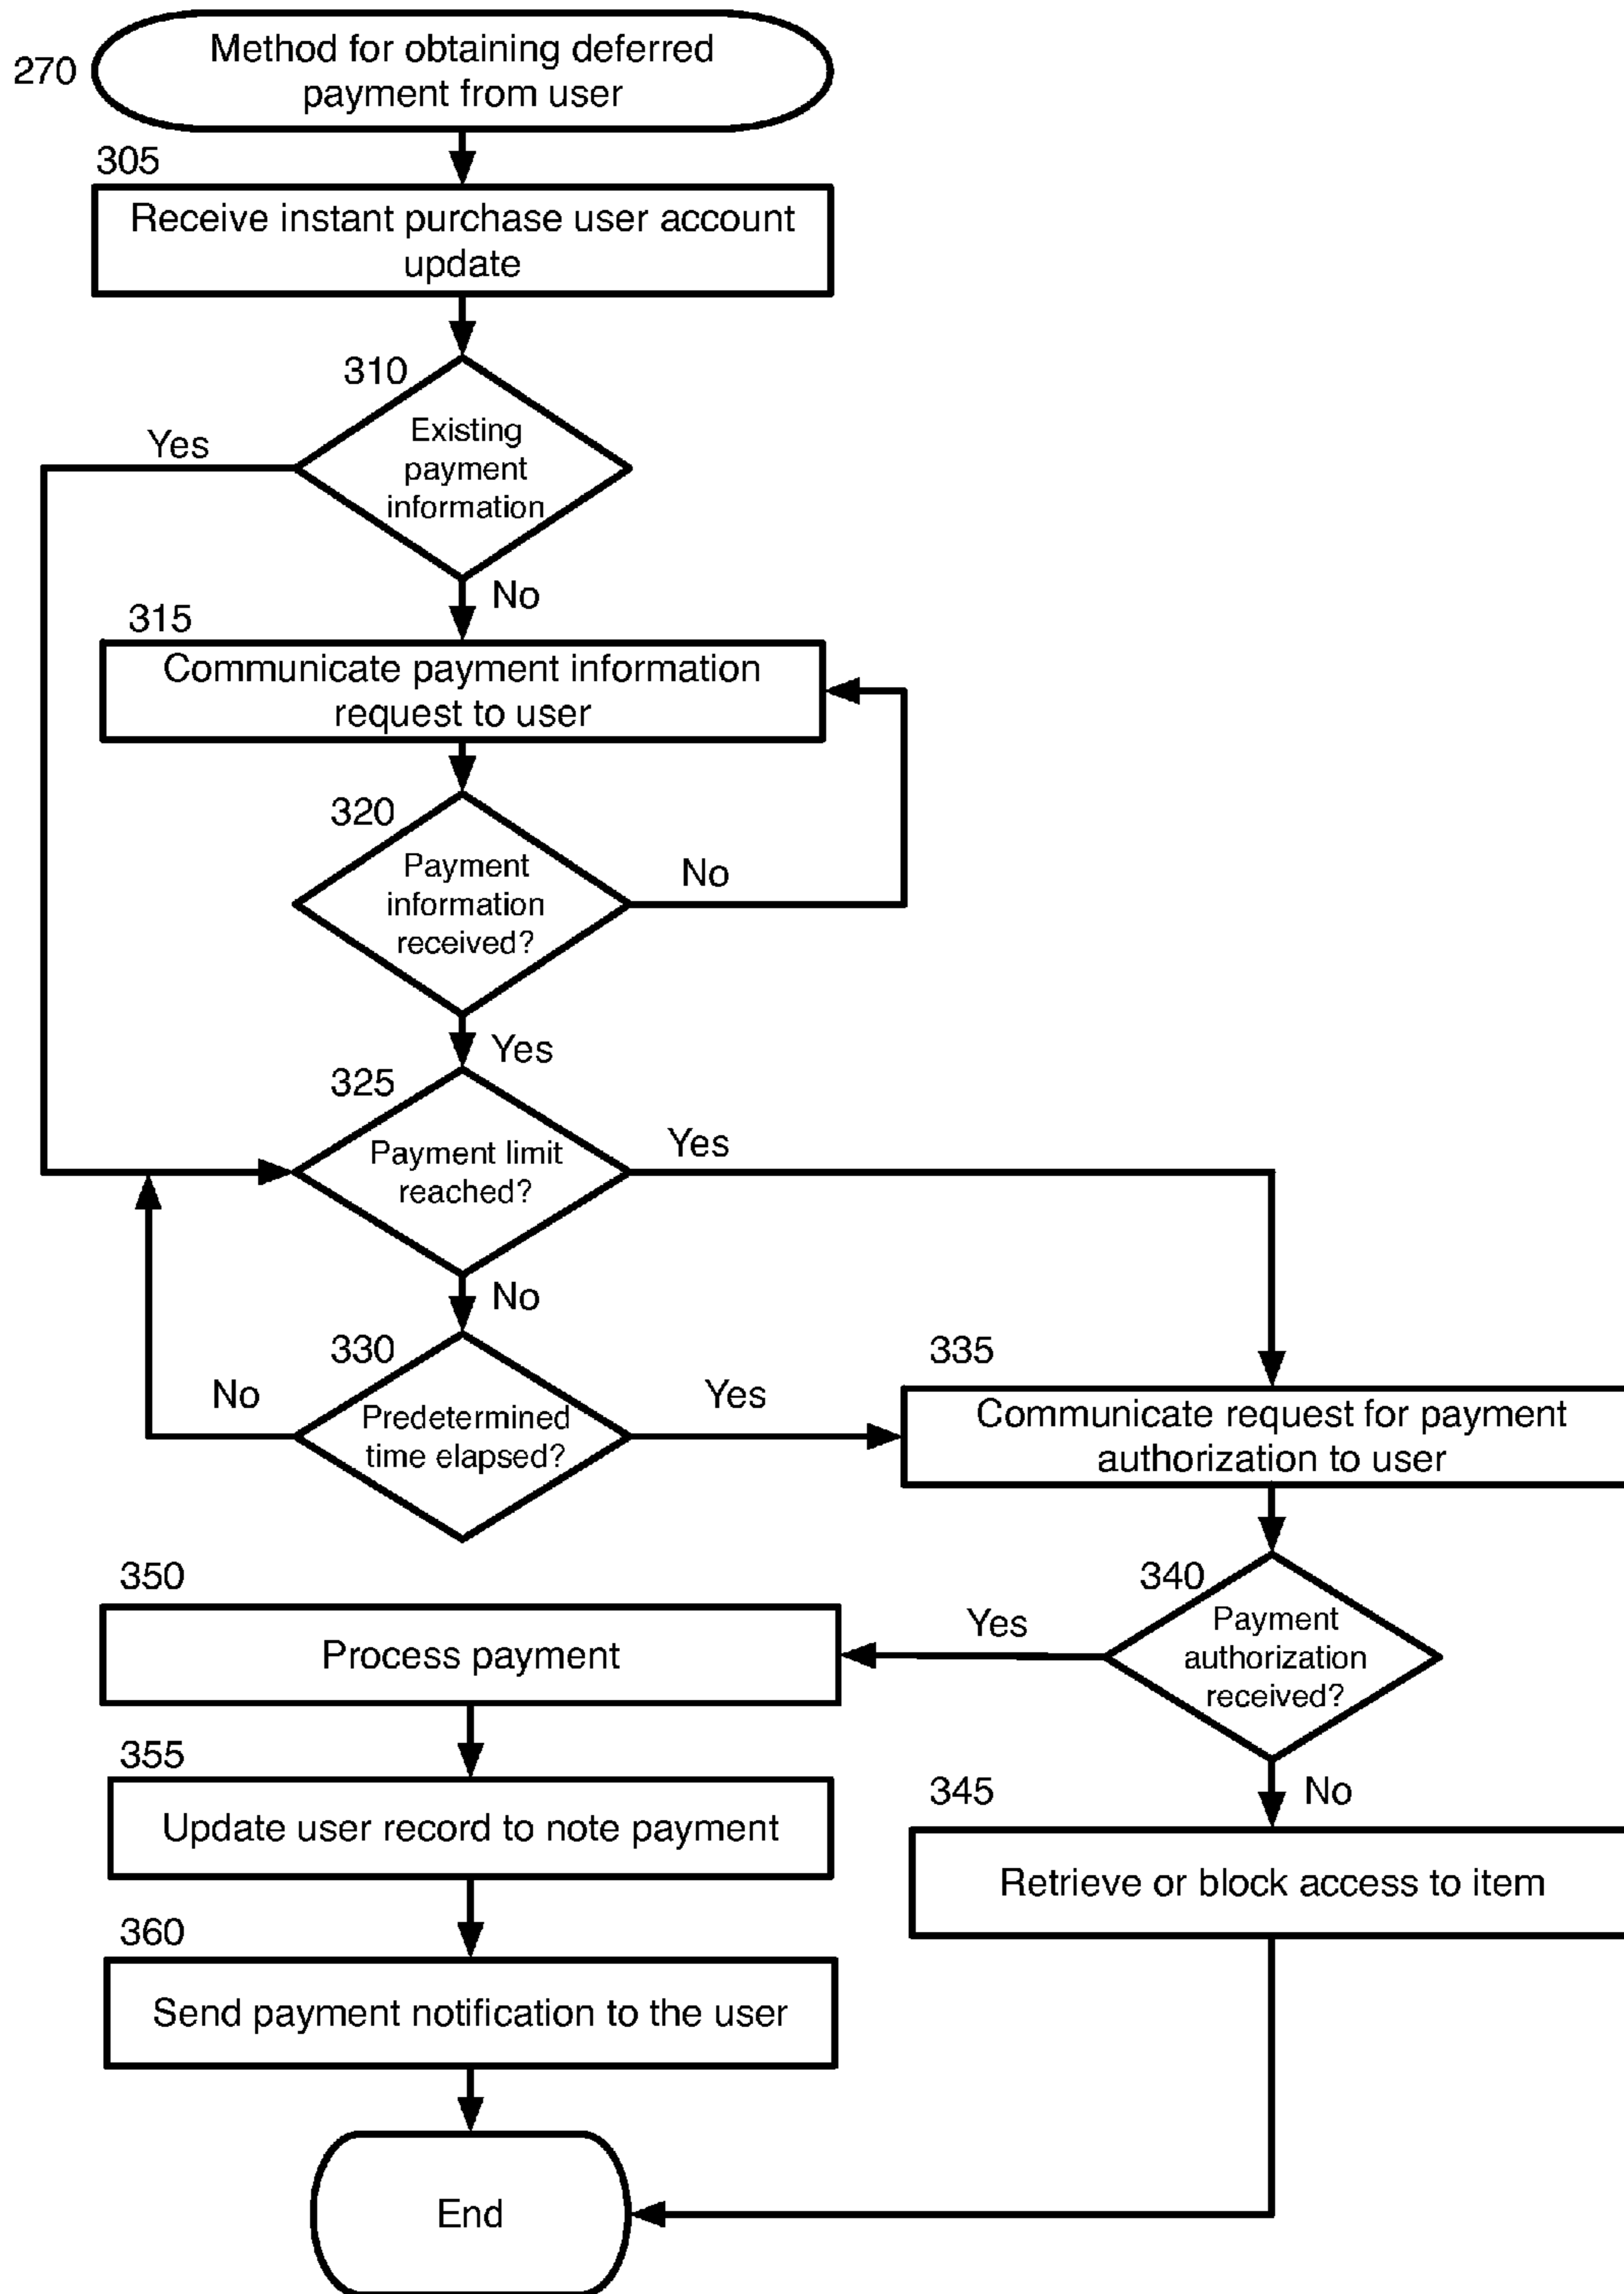 270
Method for obtaining deferred
payment from user
305
Receive instant purchase user account
update
310
Existing
payment
information
Yes
No
315
Communicate payment information
request to user
320
Payment
information
received?
No
Yes
325
Payment limit
reached?
Yes
No
330
Predetermined
time elapsed?
No
Yes
335
Communicate request for payment
authorization to user
340
Payment
authorization
received?
Yes
No
350
Process payment
355
Update user record to note payment
345
Retrieve or block access to item
360
Send payment notification to the user
End